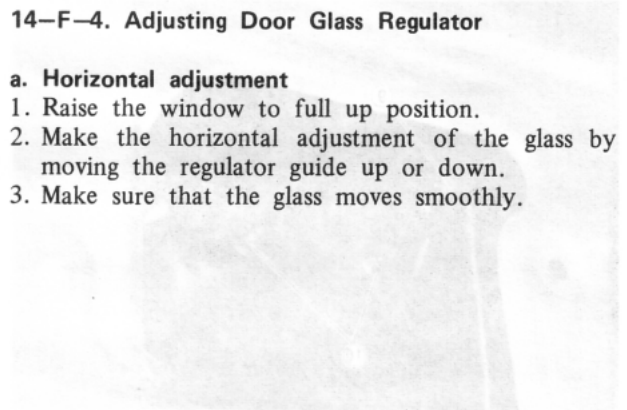 14–F–4. Adjusting Door Glass Regulator
a. Horizontal adjustment
1. Raise the window to full up position.
2. Make the horizontal adjustment of the glass by
moving the regulator guide up or down.
3. Make sure that the glass moves smoothly.